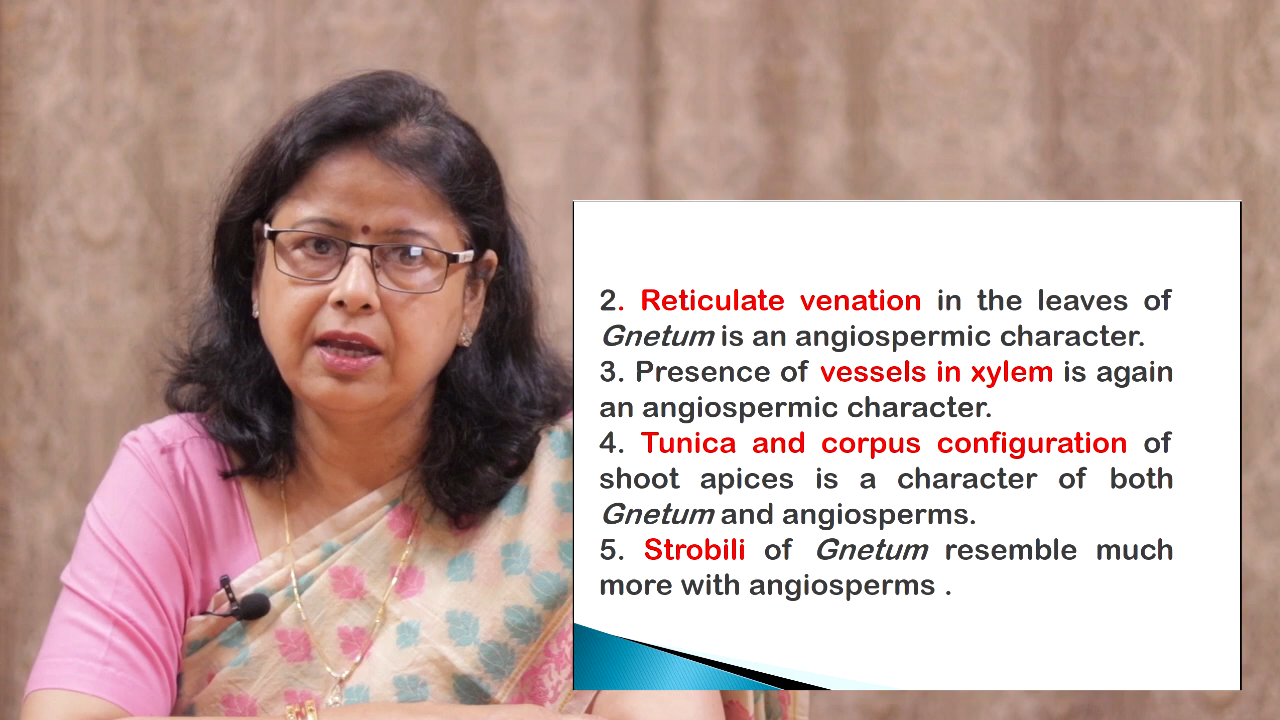 2. Reticulate venation in the leaves of
Gnetum is an angiospermic character.
3. Presence of vessels in xylem is again
an angiospermic character.
4. Tunica and corpus configuration of
shoot apices is a character of both
Gnetum and angiosperms.
5. Strobili of Gnetum resemble much
more with angiosperms .